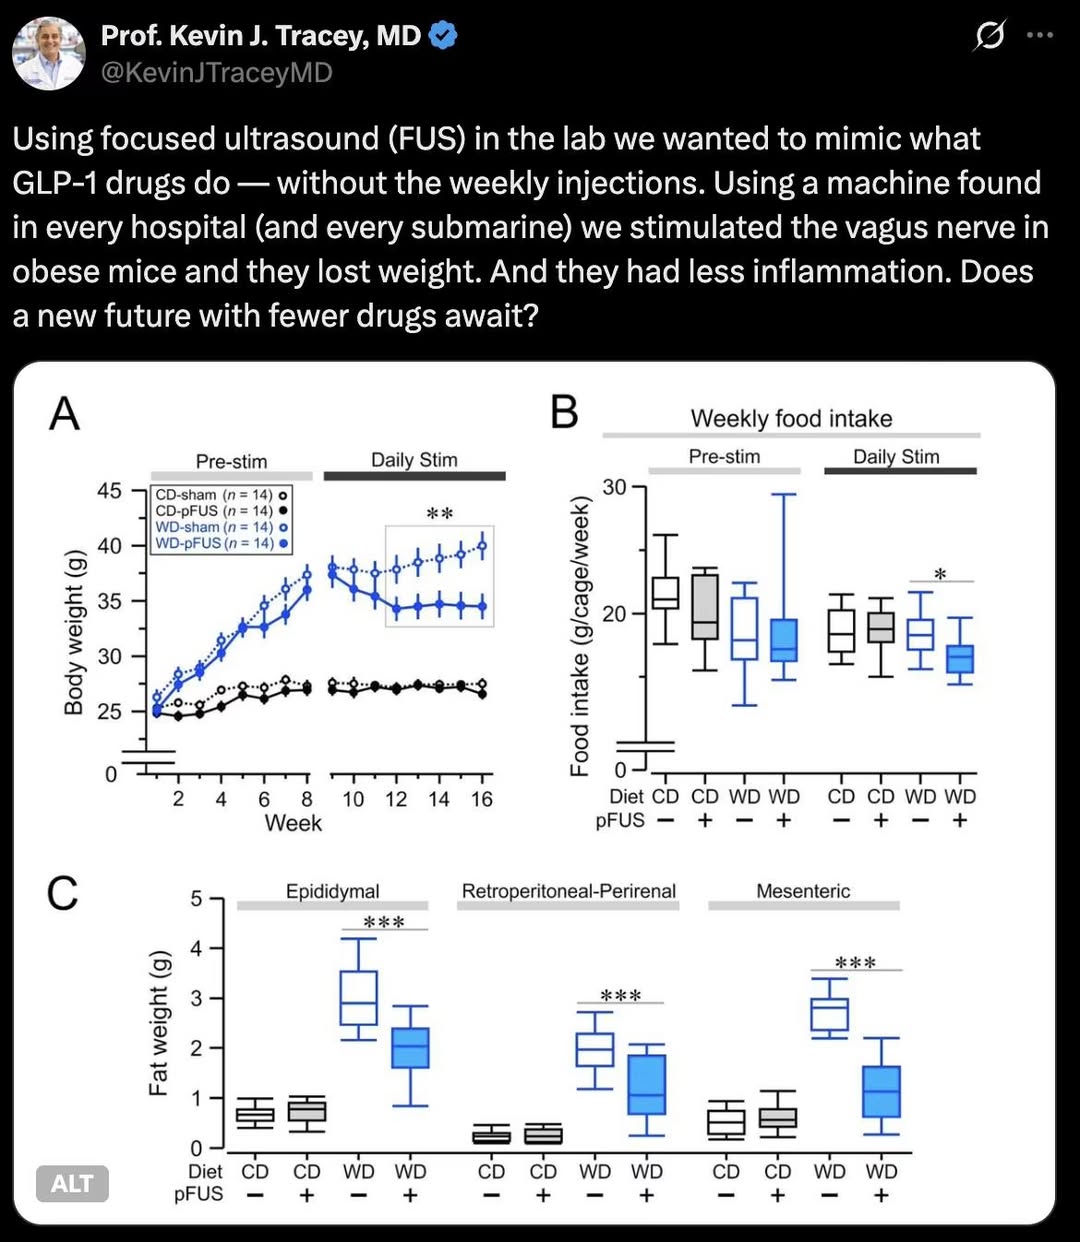 Prof. Kevin J. Tracey, MD
@KevinJTraceyMD
Using focused ultrasound (FUS) in the lab we wanted to mimic what
GLP-1 drugs do — without the weekly injections. Using a machine found
in every hospital (and every submarine) we stimulated the vagus nerve in
obese mice and they lost weight. And they had less inflammation. Does
a new future with fewer drugs await?
A
Pre-stim
Daily Stim
CD-sham (n = 14)
CD-pFUS (n = 14)
WD-sham (n = 14)
WD-pFUS (n = 14)
**
45
40
35
30
25
0
Body weight (g)
2 4 6 8 10 12 14 16
Week
B
Weekly food intake
Pre-stim
Daily Stim
*
30
20
0
Food intake (g/cage/week)
Diet CD CD WD WD CD CD WD WD
pFUS − + − + − + − +
C
Epididymal
Retroperitoneal-Perirenal
Mesenteric
***
***
***
5
4
3
2
1
0
Fat weight (g)
Diet CD CD WD WD CD CD WD WD CD CD WD WD
pFUS − + − + − + − + − + − +
ALT